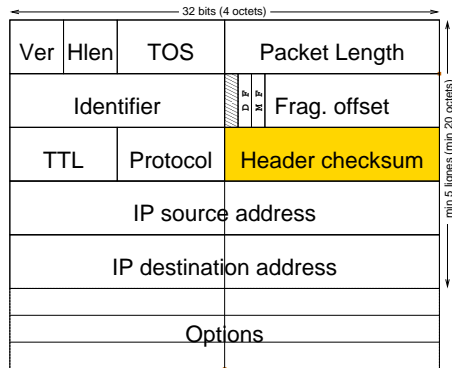 32 bits (4 octets)
Ver Hlen TOS Packet Length
Identifier D F M F Frag. offset
TTL Protocol Header checksum
IP source address
IP destination address
Options
min 5 lignes (min 20 octets)